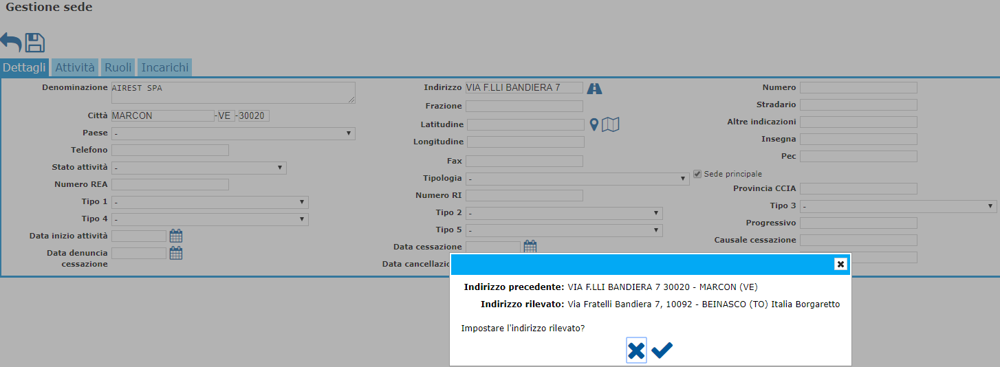 Gestione sede
Dettagli Attività Ruoli Incarichi
Denominazione AIREST SPA Indirizzo VIA F.LLI BANDIERA 7 Numero
Frazione Stradario
Città MARCON - VE - 30020 Latitudine Altre indicazioni
Paese - Longitudine Insegna
Telefono Fax Pec
Stato attività - Tipologia - Sede principale
Numero REA Numero RI Provincia CCIA
Tipo 1 - Tipo 2 - Tipo 3 -
Tipo 4 - Tipo 5 - Progressivo
Data inizio attività Data cessazione Causale cessazione
Data denuncia cessazione Data cancellazio
Indirizzo precedente: VIA F.LLI BANDIERA 7 30020 - MARCON (VE)
Indirizzo rilevato: Via Fratelli Bandiera 7, 10092 - BEINASCO (TO) Italia Borgaretto
Impostare l'indirizzo rilevato?